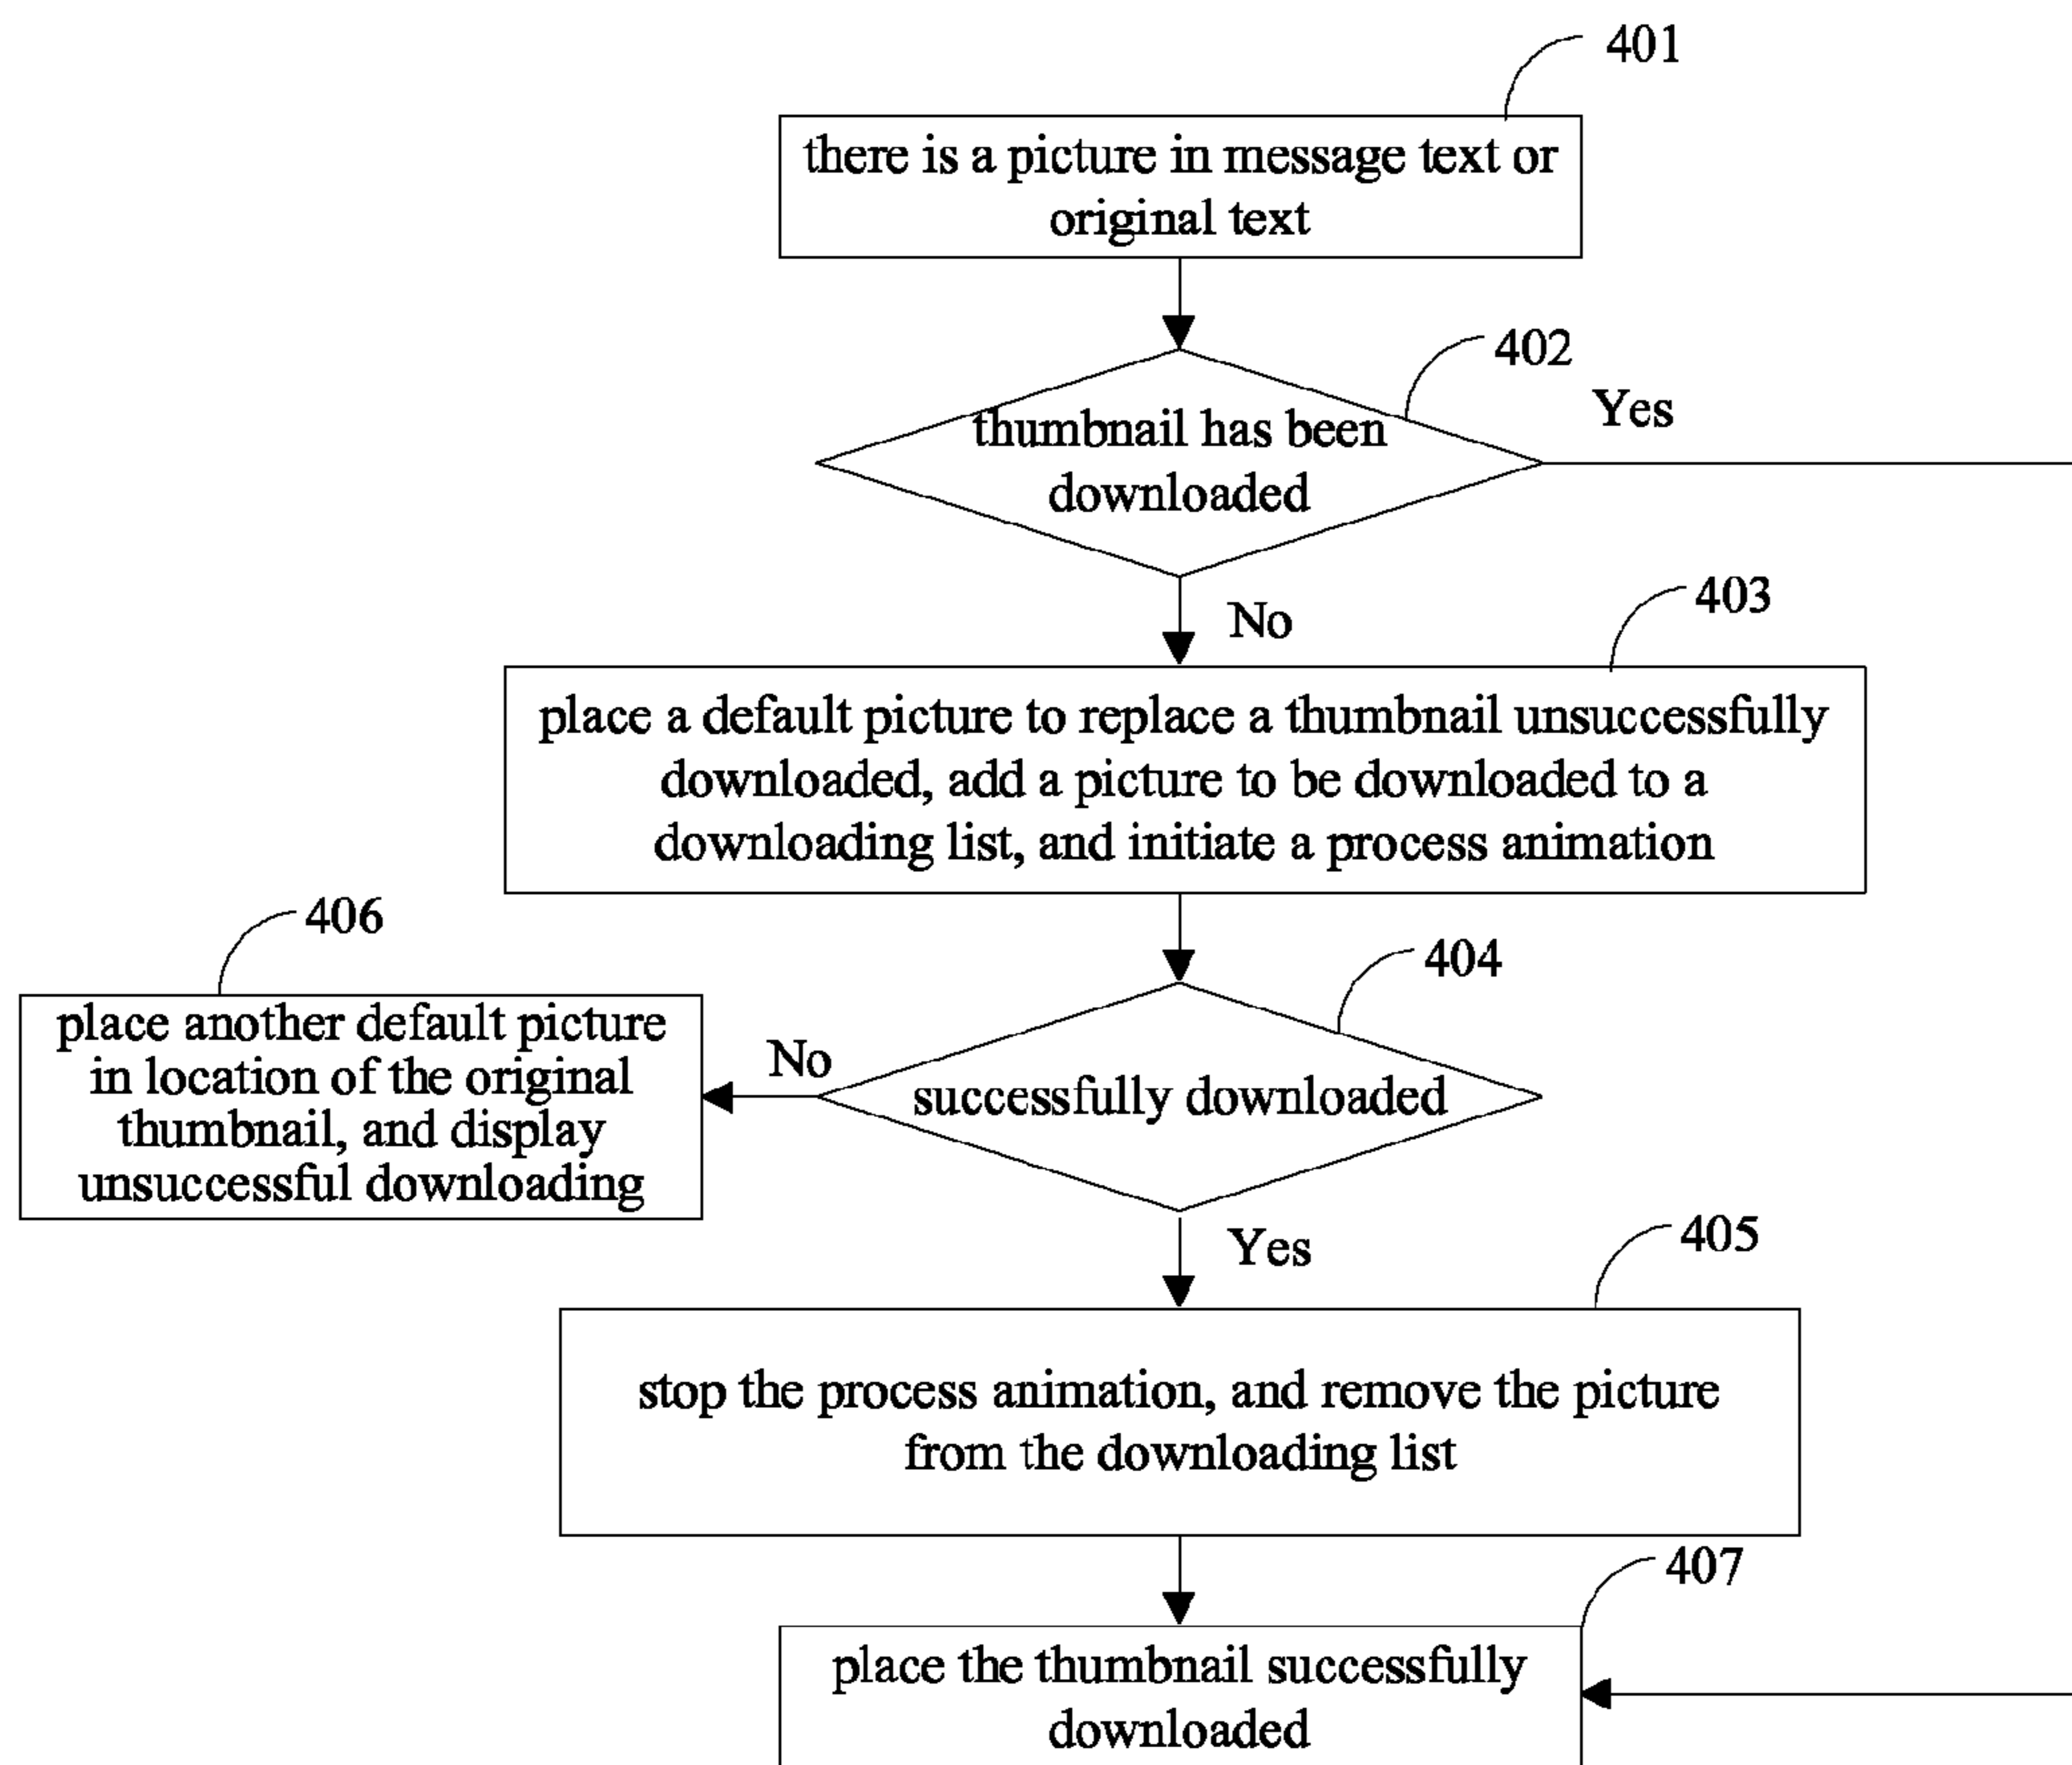 401
there is a picture in message text or
original text
402
Yes
thumbnail has been
downloaded
No
403
place a default picture to replace a thumbnail unsuccessfully
downloaded, add a picture to be downloaded to a
downloading list, and initiate a process animation
406
404
place another default picture
in location of the original
thumbnail, and display
unsuccessful downloading
No
successfully downloaded
Yes
405
stop the process animation, and remove the picture
from the downloading list
407
place the thumbnail successfully
downloaded